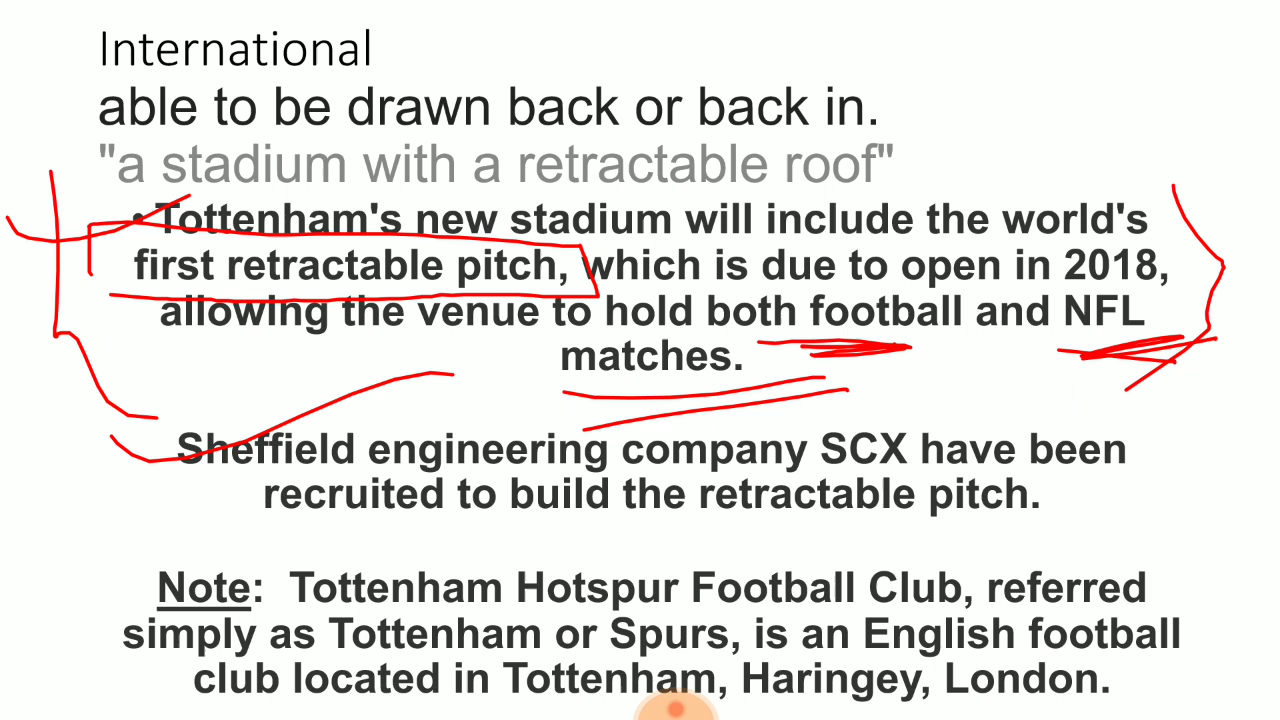 International
able to be drawn back or back in.
"a stadium with a retractable roof"
• Tottenham's new stadium will include the world's
first retractable pitch, which is due to open in 2018,
allowing the venue to hold both football and NFL
matches.
Sheffield engineering company SCX have been
recruited to build the retractable pitch.
Note: Tottenham Hotspur Football Club, referred
simply as Tottenham or Spurs, is an English football
club located in Tottenham, Haringey, London.